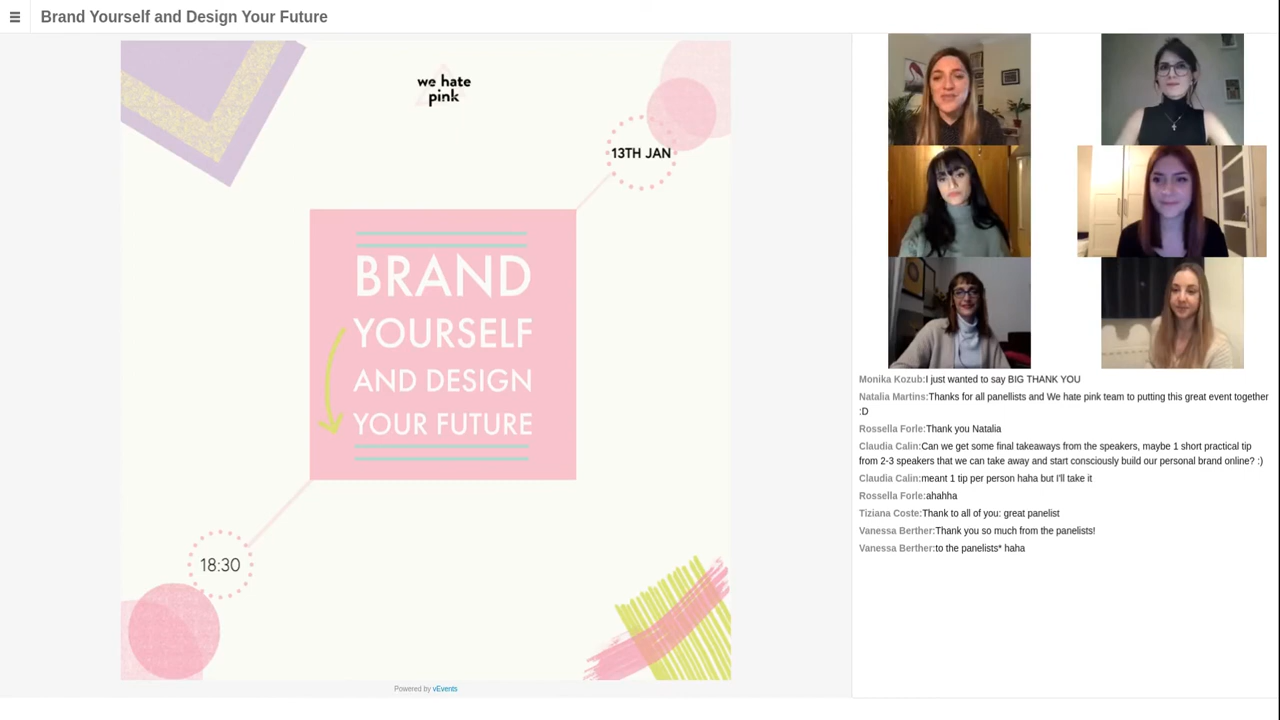 Brand Yourself and Design Your Future
we hate
pink
13TH JAN
BRAND
YOURSELF
AND DESIGN
YOUR FUTURE
18:30
Powered by vEvents
Monika Kozub:I just wanted to say BIG THANK YOU
Natalia Martins:Thanks for all panellists and We hate pink team to putting this great event together
:D
Rossella Forle:Thank you Natalia
Claudia Calin:Can we get some final takeaways from the speakers, maybe 1 short practical tip
from 2-3 speakers that we can take away and start consciously build our personal brand online? :)
Claudia Calin:meant 1 tip per person haha but I'll take it
Rossella Forle:ahahha
Tiziana Coste:Thank to all of you: great panelist
Vanessa Berther:Thank you so much from the panelists!
Vanessa Berther:to the panelists* haha